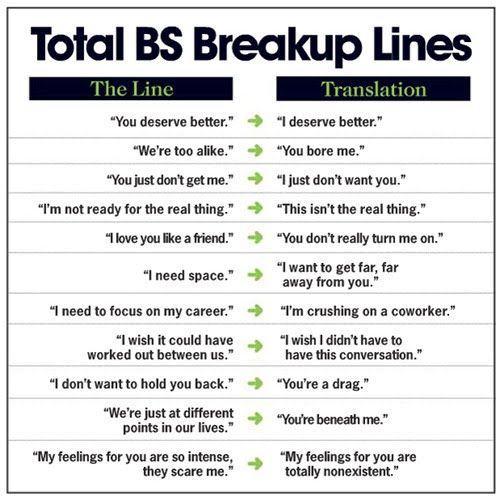 Total BS Breakup Lines
The Line
Translation
“You deserve better.” ➔ “I deserve better.”
“We're too alike.” ➔ “You bore me.”
“You just don't get me.” ➔ “I just don't want you.”
“I'm not ready for the real thing.” ➔ “This isn't the real thing.”
“I love you like a friend.” ➔ “You don't really turn me on.”
“I need space.” ➔ “I want to get far, far
away from you.”
“I need to focus on my career.” ➔ “I'm crushing on a coworker.”
“I wish it could have
worked out between us.” ➔ “I wish I didn't have to
have this conversation.”
“I don't want to hold you back.” ➔ “You're a drag.”
“We're just at different
points in our lives.” ➔ “You're beneath me.”
“My feelings for you are so intense,
they scare me.” ➔ “My feelings for you are
totally nonexistent.”